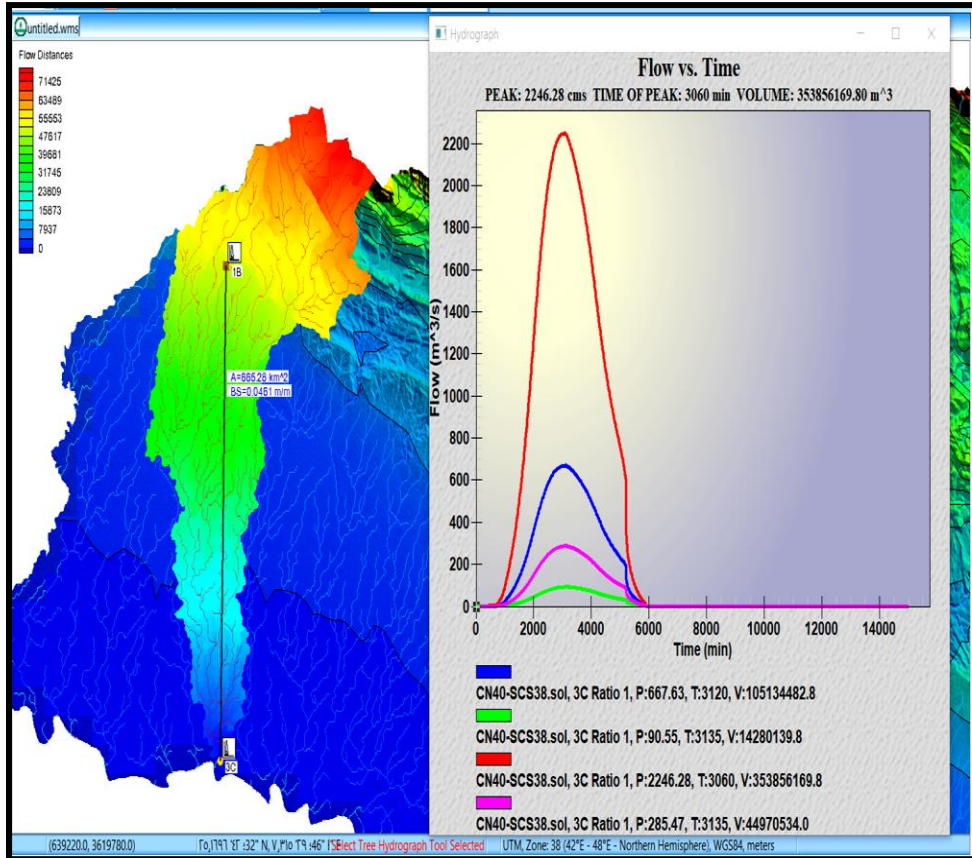 untitled.wms
Flow Distances
71425
63489
55553
47617
39681
31745
23809
15873
7937
0
1B
A=665.28 km^2
BS=0.0461 m/m
3C
Hydrograph
Flow vs. Time
PEAK: 2246.28 cms TIME OF PEAK: 3060 min VOLUME: 353856169.80 m^3
Flow (m^3/s)
2200
2000
1800
1600
1400
1200
1000
800
600
400
200
0
0 2000 4000 6000 8000 10000 12000 14000
Time (min)
CN40-SCS38.sol, 3C Ratio 1, P:667.63, T:3120, V:105134482.8
CN40-SCS38.sol, 3C Ratio 1, P:90.55, T:3135, V:14280139.8
CN40-SCS38.sol, 3C Ratio 1, P:2246.28, T:3060, V:353856169.8
CN40-SCS38.sol, 3C Ratio 1, P:285.47, T:3135, V:44970534.0
(639220.0, 3619780.0) Select Tree Hydrograph Tool Selected UTM, Zone: 38 (42°E - 48°E - Northern Hemisphere), WGS84, meters